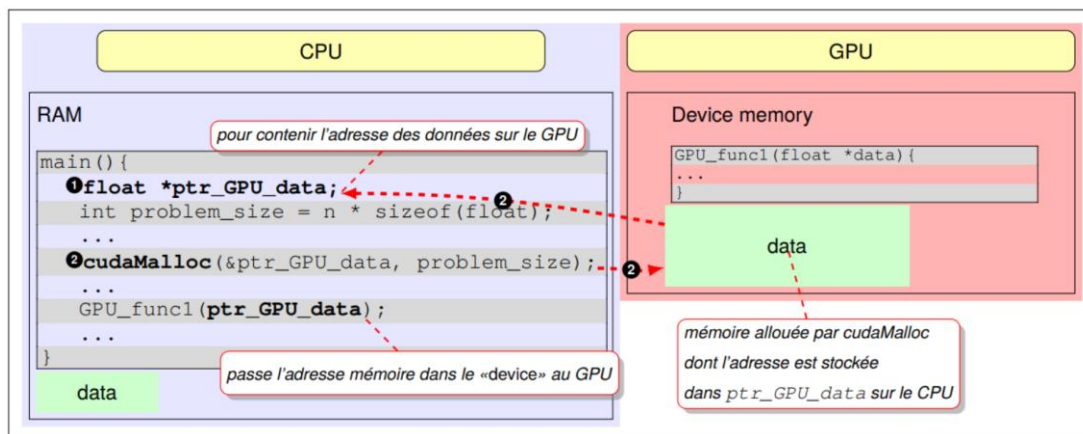 CPU
GPU
RAM
Device memory
pour contenir l'adresse des données sur le GPU
main(){
❶float *ptr_GPU_data;
int problem_size = n * sizeof(float);
...
❷cudaMalloc(&ptr_GPU_data, problem_size);
...
GPU_func1(ptr_GPU_data);
...
}
data
passe l'adresse mémoire dans le «device» au GPU
❷
❷
GPU_func1(float *data){
...
}
data
mémoire allouée par cudaMalloc
dont l'adresse est stockée
dans ptr_GPU_data sur le CPU